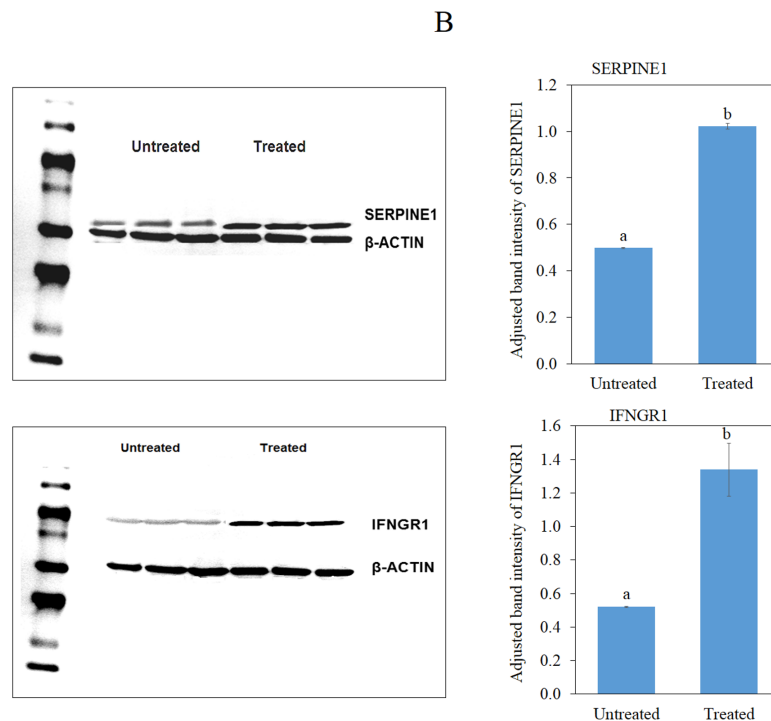 B
Untreated Treated
SERPINE1
β-ACTIN
SERPINE1
Adjusted band intensity of SERPINE1
1.2
1.0
0.8
0.6
0.4
0.2
0.0
a
b
Untreated Treated
Untreated Treated
IFNGR1
β-ACTIN
IFNGR1
Adjusted band intensity of IFNGR1
1.6
1.4
1.2
1.0
0.8
0.6
0.4
0.2
0.0
a
b
Untreated Treated